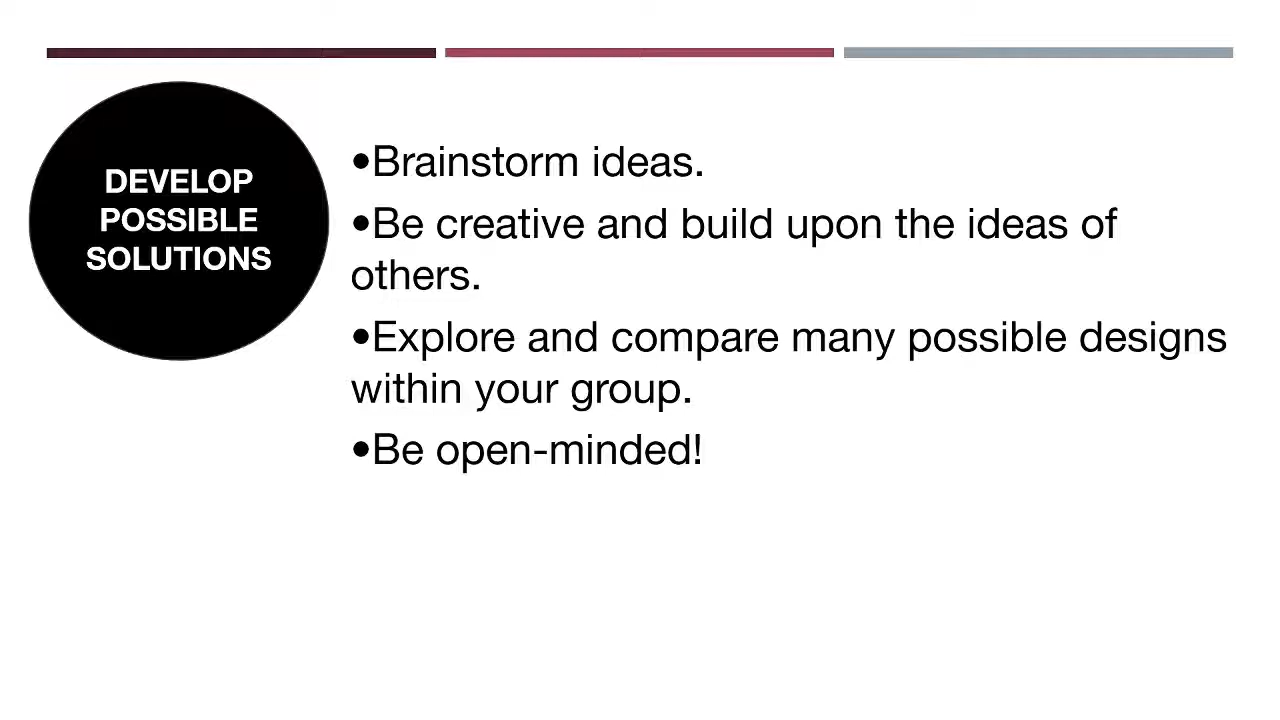 DEVELOP
POSSIBLE
SOLUTIONS
•Brainstorm ideas.
•Be creative and build upon the ideas of
others.
•Explore and compare many possible designs
within your group.
•Be open-minded!